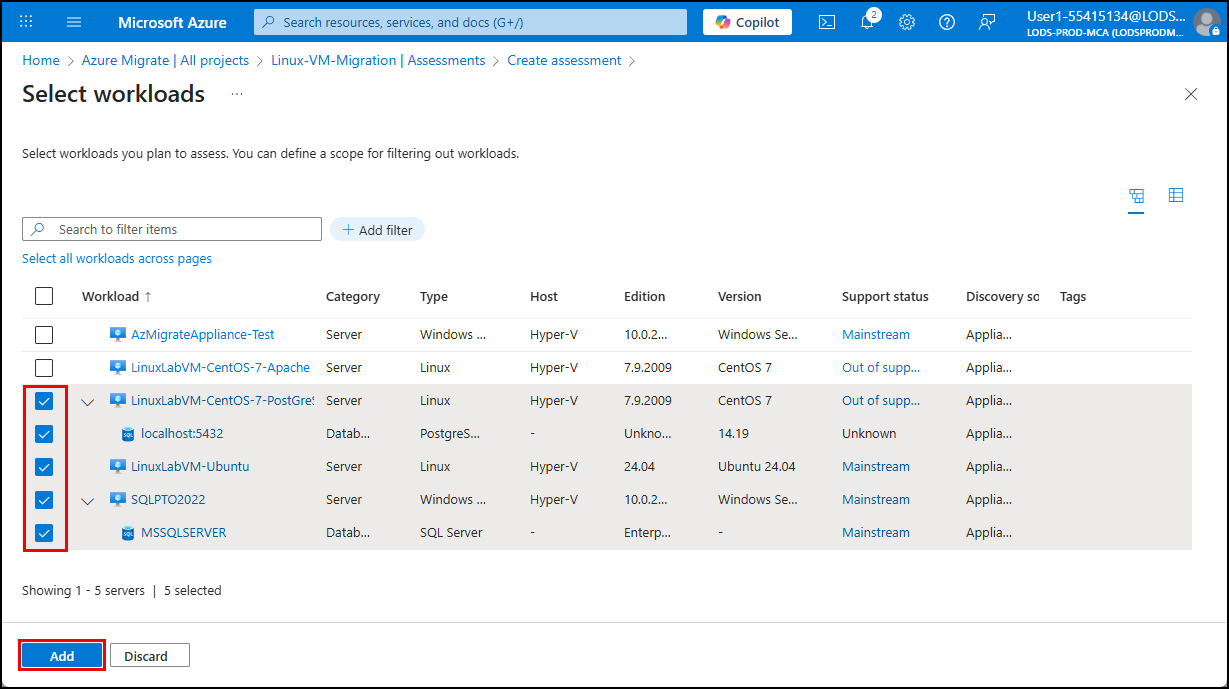 Microsoft Azure
Search resources, services, and docs (G+/)
Copilot
2
User1-55415134@LODS...
LODS-PROD-MCA (LODSPRODM...
Home > Azure Migrate | All projects > Linux-VM-Migration | Assessments > Create assessment >
Select workloads ...
Select workloads you plan to assess. You can define a scope for filtering out workloads.
Search to filter items
+ Add filter
Select all workloads across pages
Workload ↑ Category Type Host Edition Version Support status Discovery so Tags
AzMigrateAppliance-Test Server Windows ... Hyper-V 10.0.2... Windows Se... Mainstream Applia...
LinuxLabVM-CentOS-7-Apache Server Linux Hyper-V 7.9.2009 CentOS 7 Out of supp... Applia...
LinuxLabVM-CentOS-7-PostGreS Server Linux Hyper-V 7.9.2009 CentOS 7 Out of supp... Applia...
SQL localhost:5432 Datab... PostgreS... - Unkno... 14.19 Unknown Applia...
LinuxLabVM-Ubuntu Server Linux Hyper-V 24.04 Ubuntu 24.04 Mainstream Applia...
SQLPTO2022 Server Windows ... Hyper-V 10.0.2... Windows Se... Mainstream Applia...
SQL MSSQLSERVER Datab... SQL Server - Enterp... - Mainstream Applia...
Showing 1 - 5 servers | 5 selected
Add
Discard